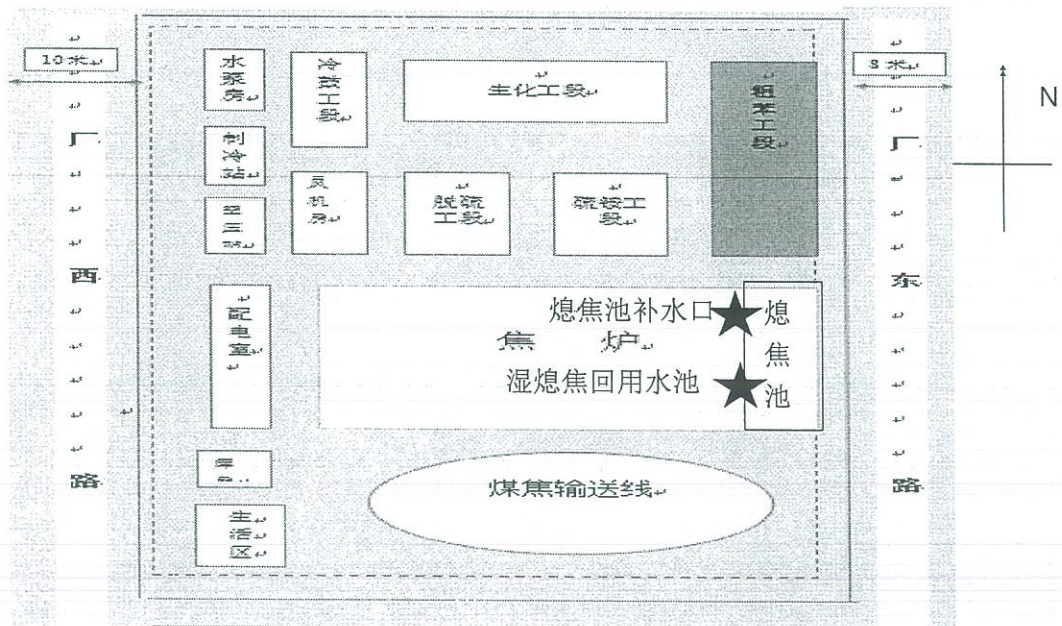 10米
8米
N
水泵房
冷鼓工段
生化工段
粗苯工段
制冷站
风机房
脱硫工段
硫铵工段
厂西路
厂东路
配电室
熄焦池补水口
焦 炉
湿熄焦回用水池
熄焦池
煤焦输送线
生活区